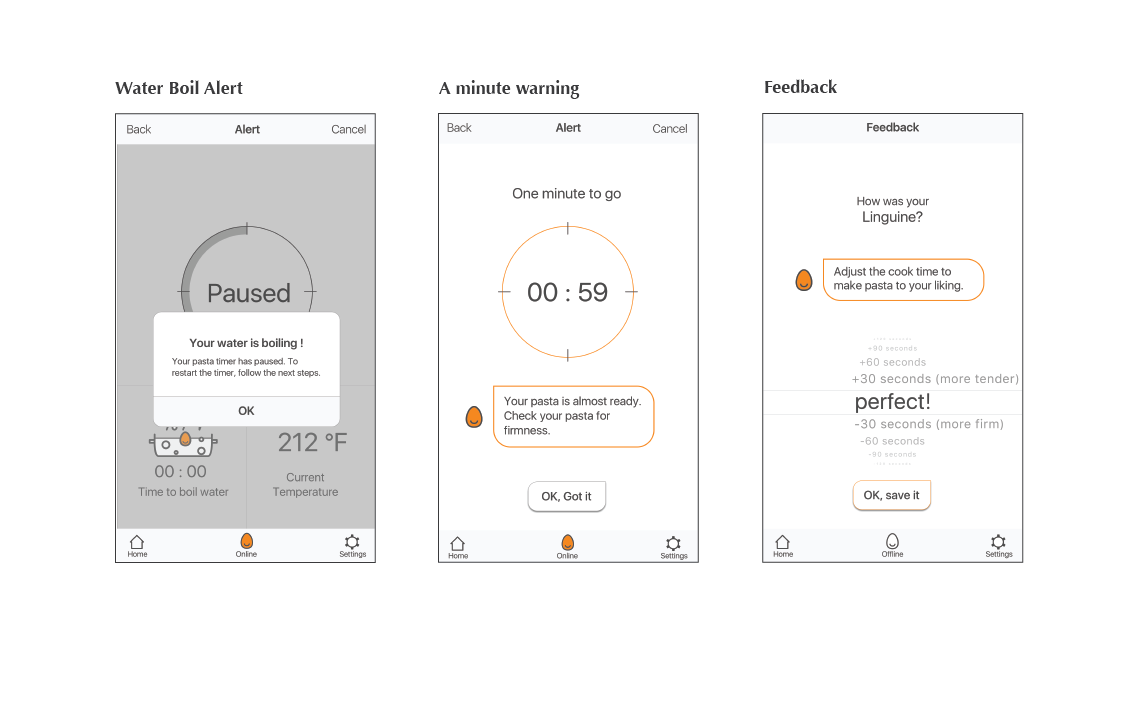 Water Boil Alert
Back
Alert
Cancel
Paused
Your water is boiling !
Your pasta timer has paused. To
restart the timer, follow the next steps.
OK
00 : 00
Time to boil water
212 °F
Current
Temperature
Home
Online
Settings
A minute warning
Back
Alert
Cancel
One minute to go
00 : 59
Your pasta is almost ready.
Check your pasta for
firmness.
OK, Got it
Home
Online
Settings
Feedback
Feedback
How was your
Linguine?
Adjust the cook time to
make pasta to your liking.
+90 seconds
+60 seconds
+30 seconds (more tender)
perfect!
-30 seconds (more firm)
-60 seconds
-90 seconds
OK, save it
Home
Offline
Settings